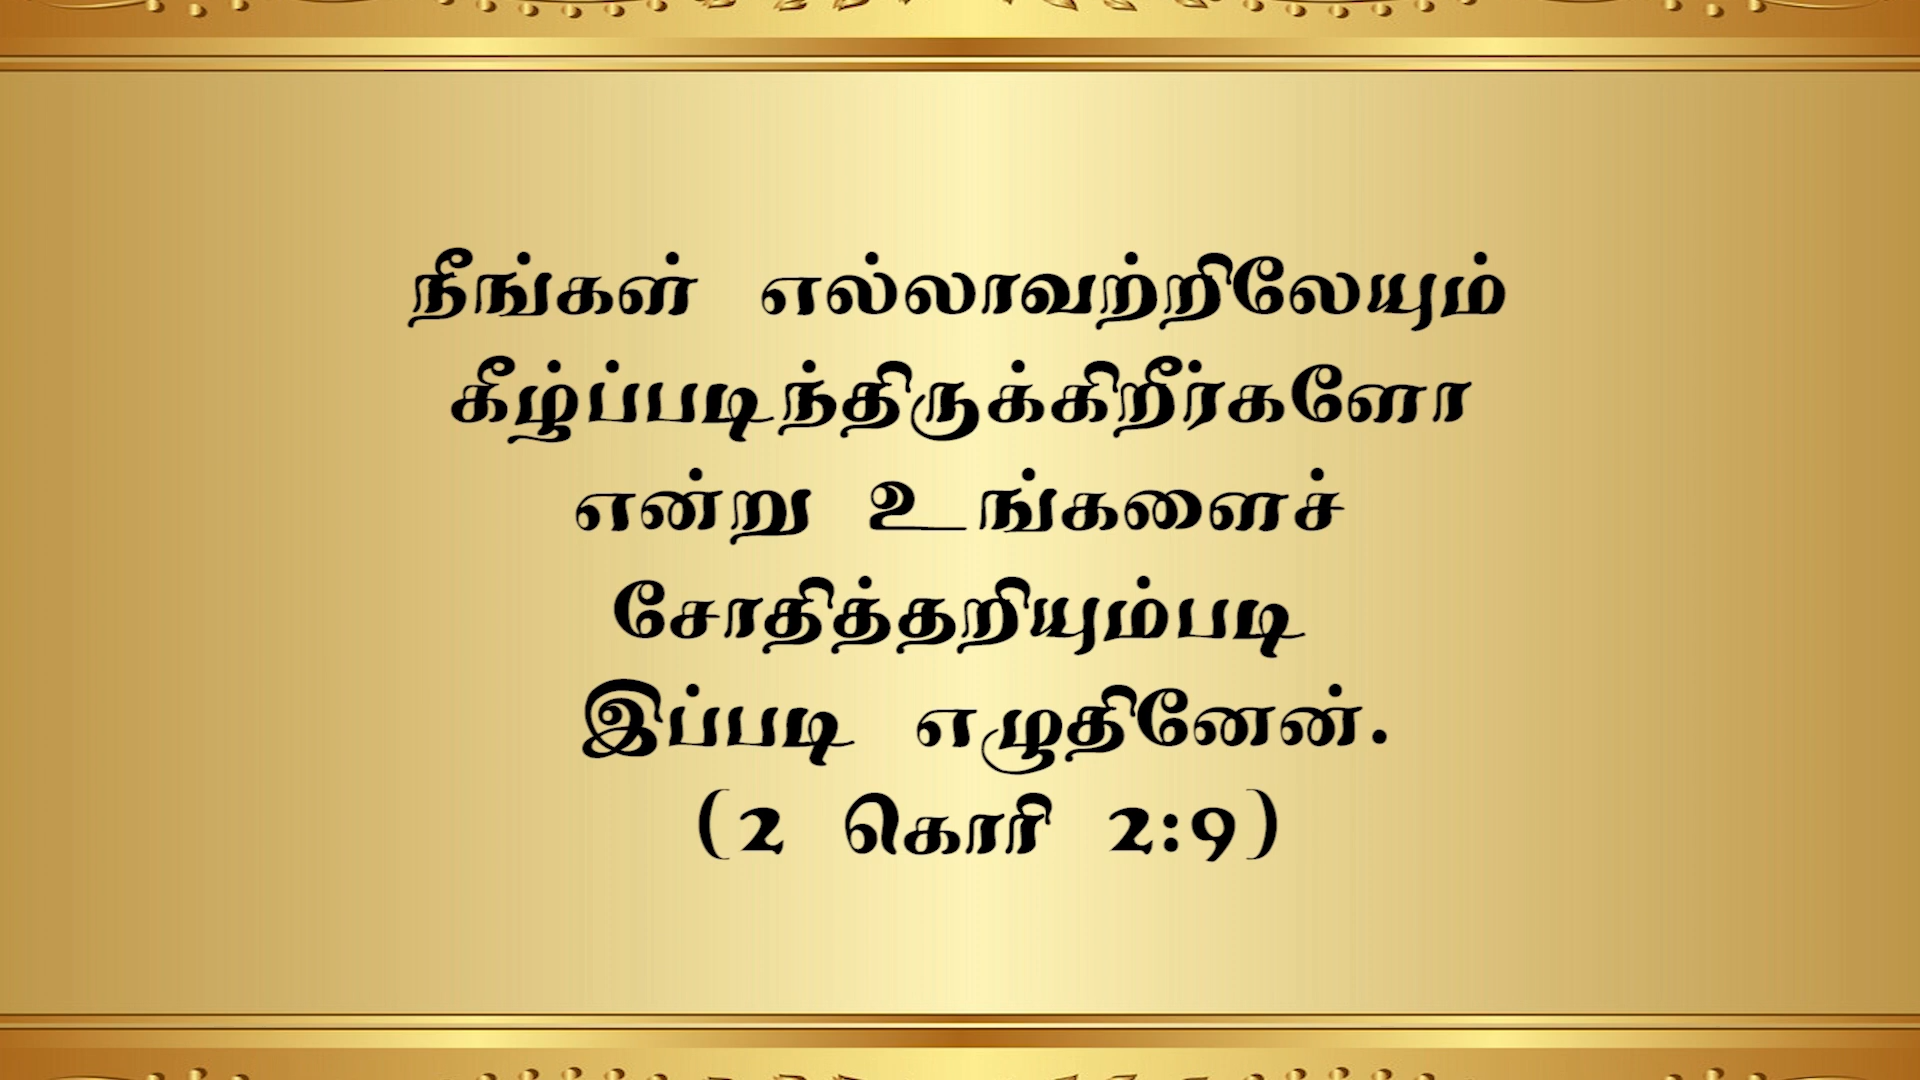 நீங்கள் எல்லாவற்றிலேயும்
கீழ்ப்படிந்திருக்கிறீர்களோ
என்று உங்களைச்
சோதித்தறியும்படி
இப்படி எழுதினேன்.
(2 கொரி 2:9)